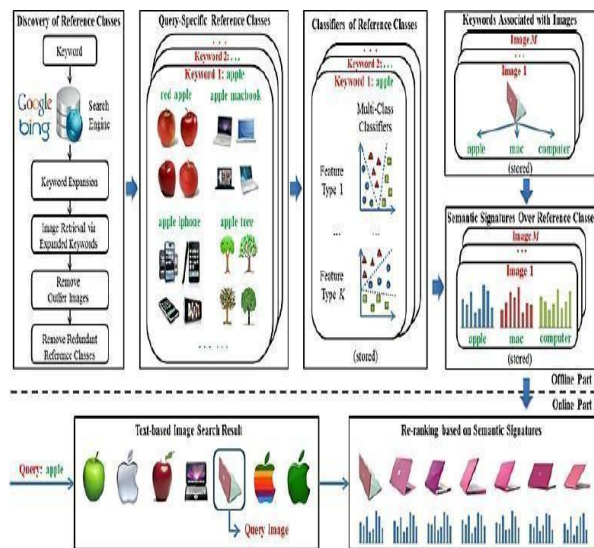 Discovery of Reference Classes
Keyword
Google
bing
Search
Engine
Keyword Expansion
Image Retrieval via
Expanded Keywords
Remove
Outlier Images
Remove Redundant
Reference Classes
Query-Specific Reference Classes
. . .
Keyword 2: . . .
Keyword 1: apple
red apple apple macbook
apple iphone apple tree
... ...
Classifiers of Reference Classes
. . .
Keyword 2: . . .
Keyword 1: apple
Multi-Class
Classifiers
Feature
Type 1
... ...
Feature
Type K
(stored)
Keywords Associated with Images
Image M
. . .
Image 1
apple mac computer
(stored)
Semantic Signatures Over Reference Classes
Image M
. . .
Image 1
apple mac computer
(stored)
Offline Part
Online Part
Query: apple
Text-based Image Search Result
Query Image
Re-ranking based on Semantic Signatures